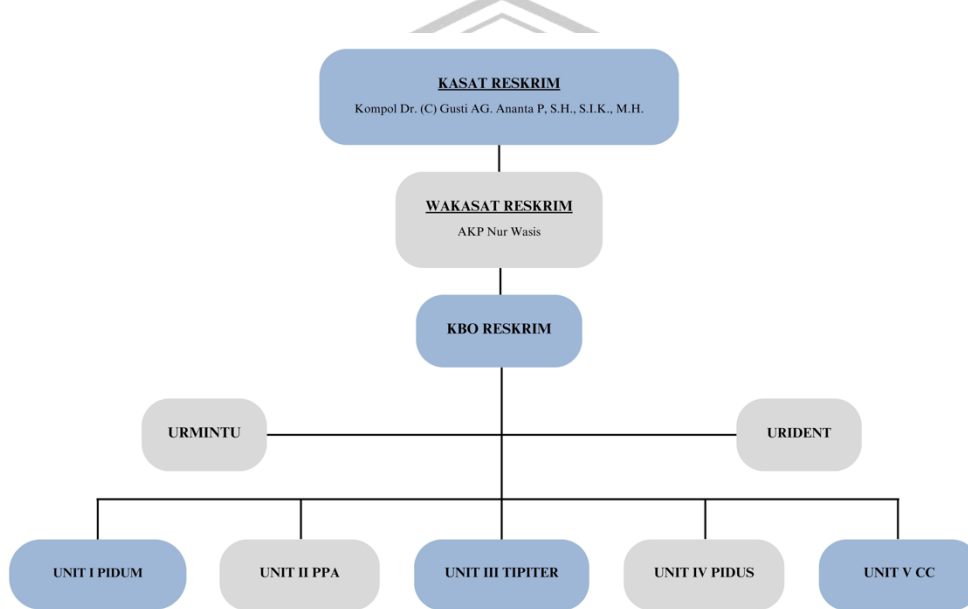 KASAT RESKRIM
Kompol Dr. (C) Gusti AG. Ananta P, S.H., S.I.K., M.H.
WAKASAT RESKRIM
AKP Nur Wasis
KBO RESKRIM
URMINTU
URIDENT
UNIT I PIDUM
UNIT II PPA
UNIT III TIPITER
UNIT IV PIDUS
UNIT V CC